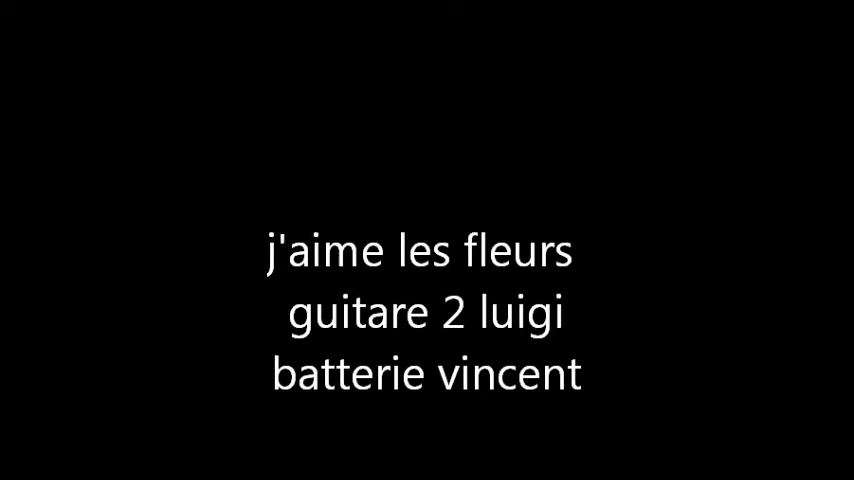 j'aime les fleurs
guitare 2 luigi
batterie vincent